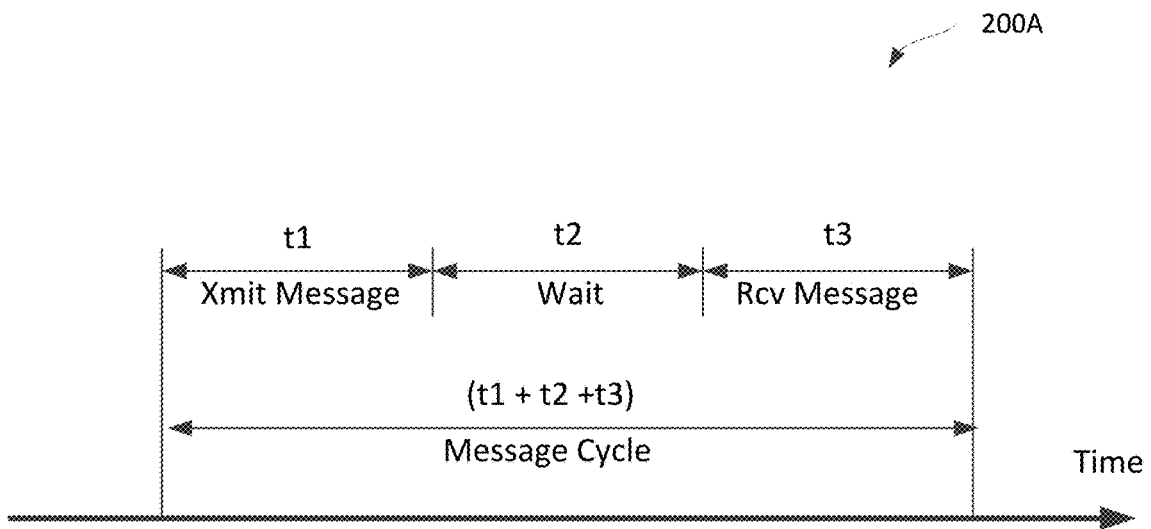 200A
t1
t2
t3
Xmit Message
Wait
Rcv Message
(t1 + t2 +t3)
Message Cycle
Time